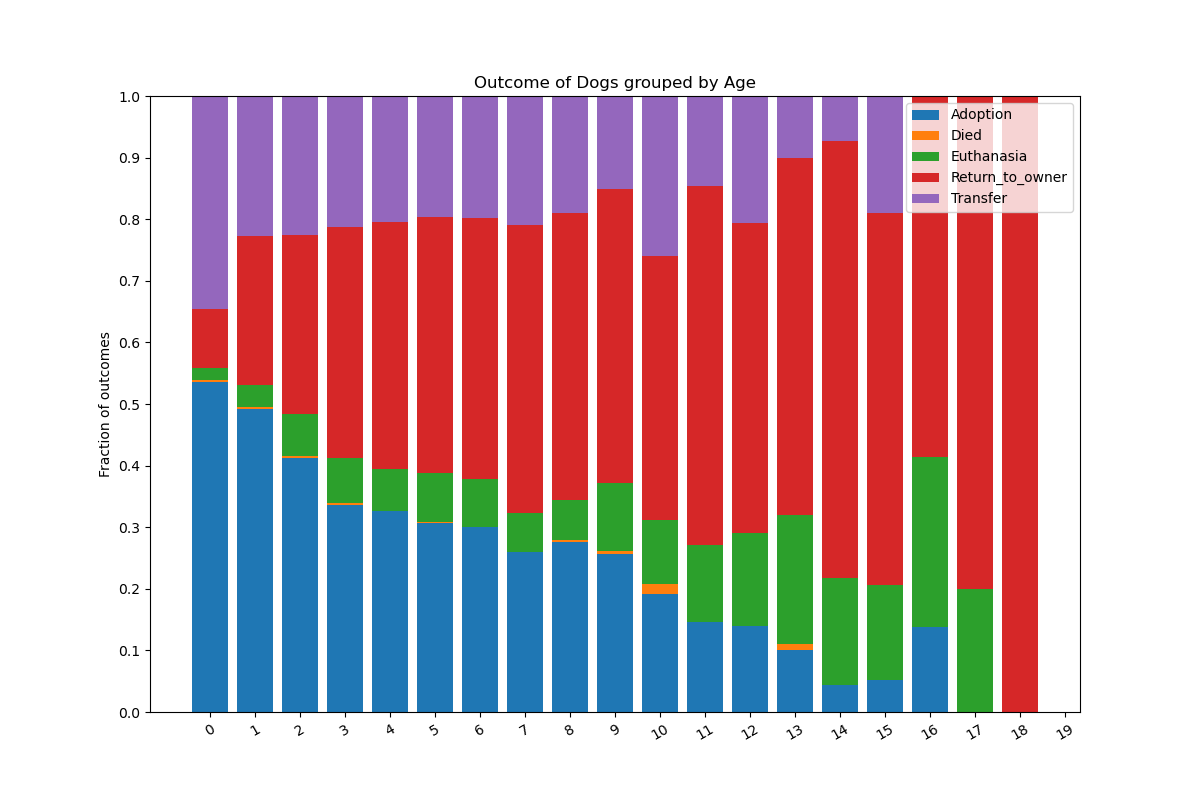 Outcome of Dogs grouped by Age
Fraction of outcomes
1.0
0.9
0.8
0.7
0.6
0.5
0.4
0.3
0.2
0.1
0.0
Adoption
Died
Euthanasia
Return_to_owner
Transfer
0 1 2 3 4 5 6 7 8 9 10 11 12 13 14 15 16 17 18 19